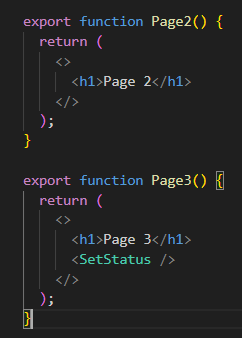 export function Page2() {
  return (
    <>
      <h1>Page 2</h1>
    </>
  );
}

export function Page3() {
  return (
    <>
      <h1>Page 3</h1>
      <SetStatus />
    </>
  );
}